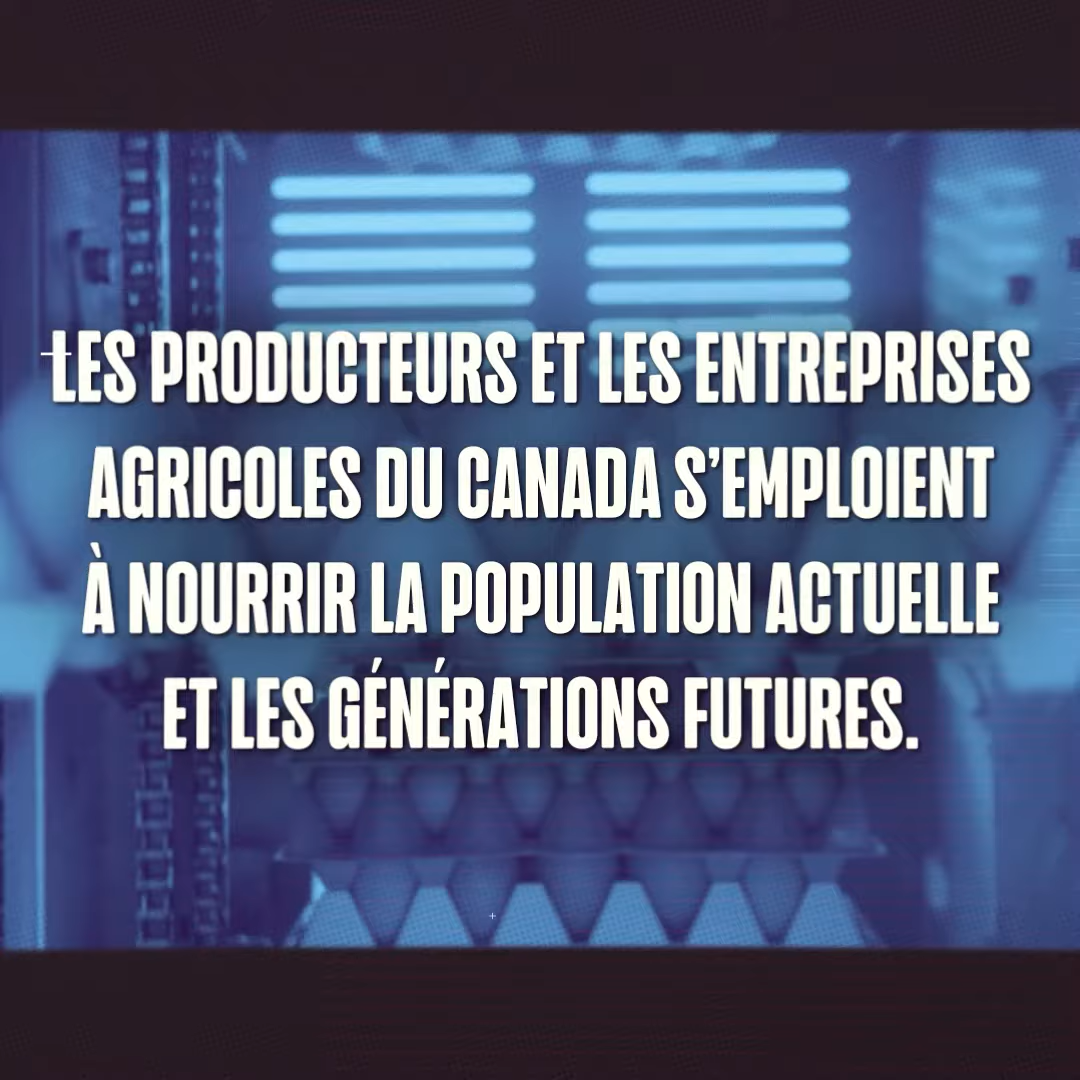 LES PRODUCTEURS ET LES ENTREPRISES
AGRICOLES DU CANADA S’EMPLOIENT
À NOURRIR LA POPULATION ACTUELLE
ET LES GÉNÉRATIONS FUTURES.